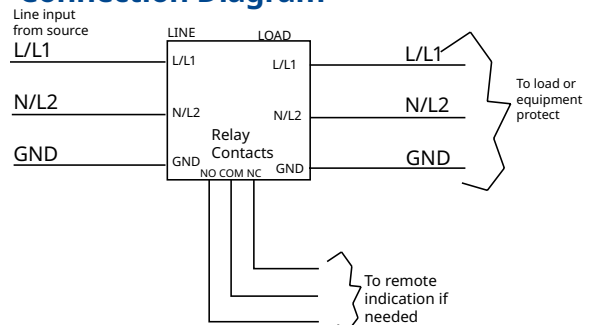 Connection Diagram
Line input
from source
LINE
LOAD
L/L1
L/L1
L/L1
L/L1
To load or
equipment
protect
N/L2
N/L2
N/L2
N/L2
Relay
Contacts
GND
GND
GND
GND
NO COM NC
To remote
indication if
needed